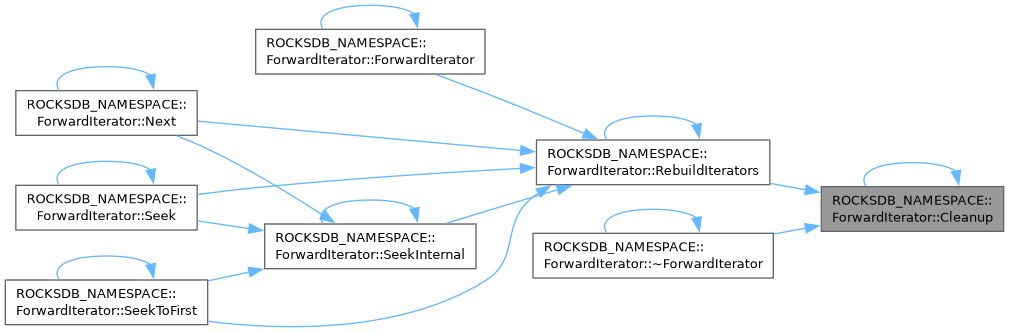 ROCKSDB_NAMESPACE::
ForwardIterator::ForwardIterator
ROCKSDB_NAMESPACE::
ForwardIterator::Next
ROCKSDB_NAMESPACE::
ForwardIterator::RebuildIterators
ROCKSDB_NAMESPACE::
ForwardIterator::Seek
ROCKSDB_NAMESPACE::
ForwardIterator::Cleanup
ROCKSDB_NAMESPACE::
ForwardIterator::SeekInternal
ROCKSDB_NAMESPACE::
ForwardIterator::~ForwardIterator
ROCKSDB_NAMESPACE::
ForwardIterator::SeekToFirst